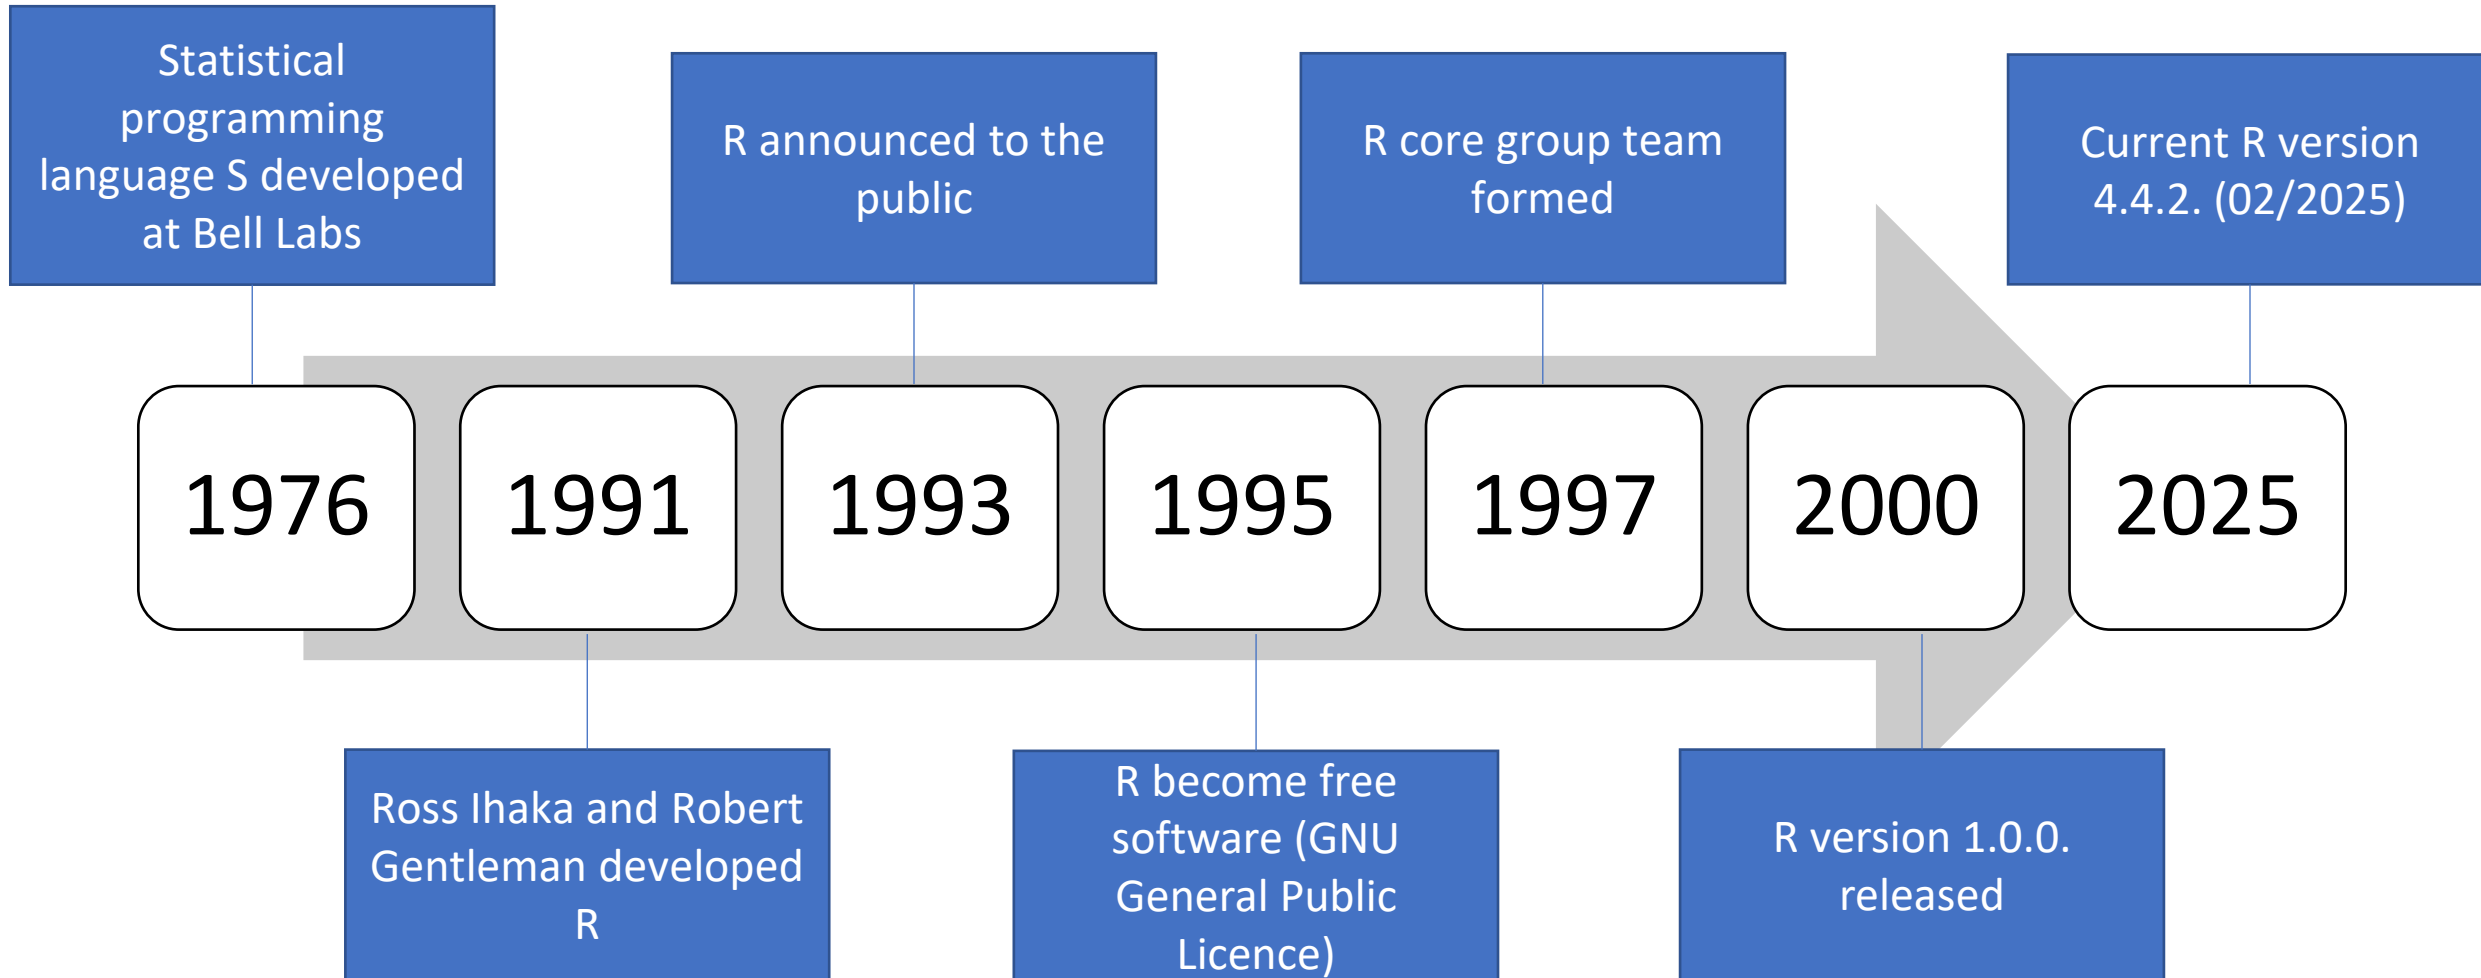 Statistical
programming
language S developed
at Bell Labs
R announced to the
public
R core group team
formed
Current R version
4.4.2. (02/2025)
1976
1991
1993
1995
1997
2000
2025
Ross Ihaka and Robert
Gentleman developed
R
R become free
software (GNU
General Public
Licence)
R version 1.0.0.
released